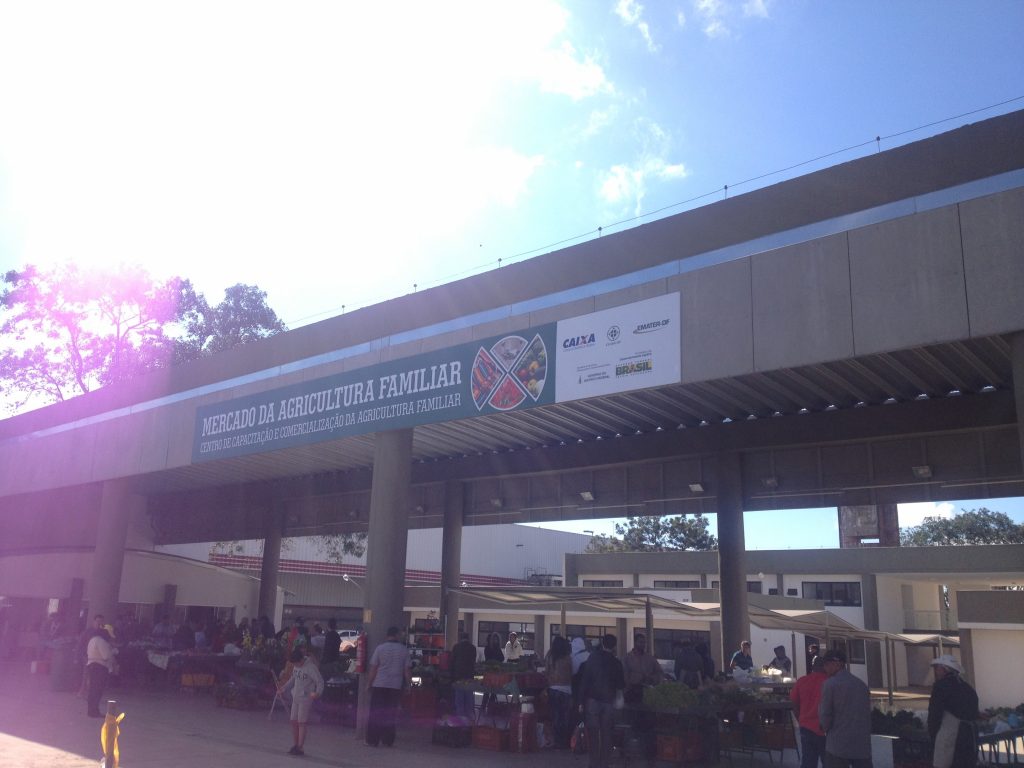 MERCADO DA AGRICULTURA FAMILIAR
CENTRO DE CAPACITAÇÃO E COMERCIALIZAÇÃO DA AGRICULTURA FAMILIAR
CAIXA
EMATER-DF
BRASIL